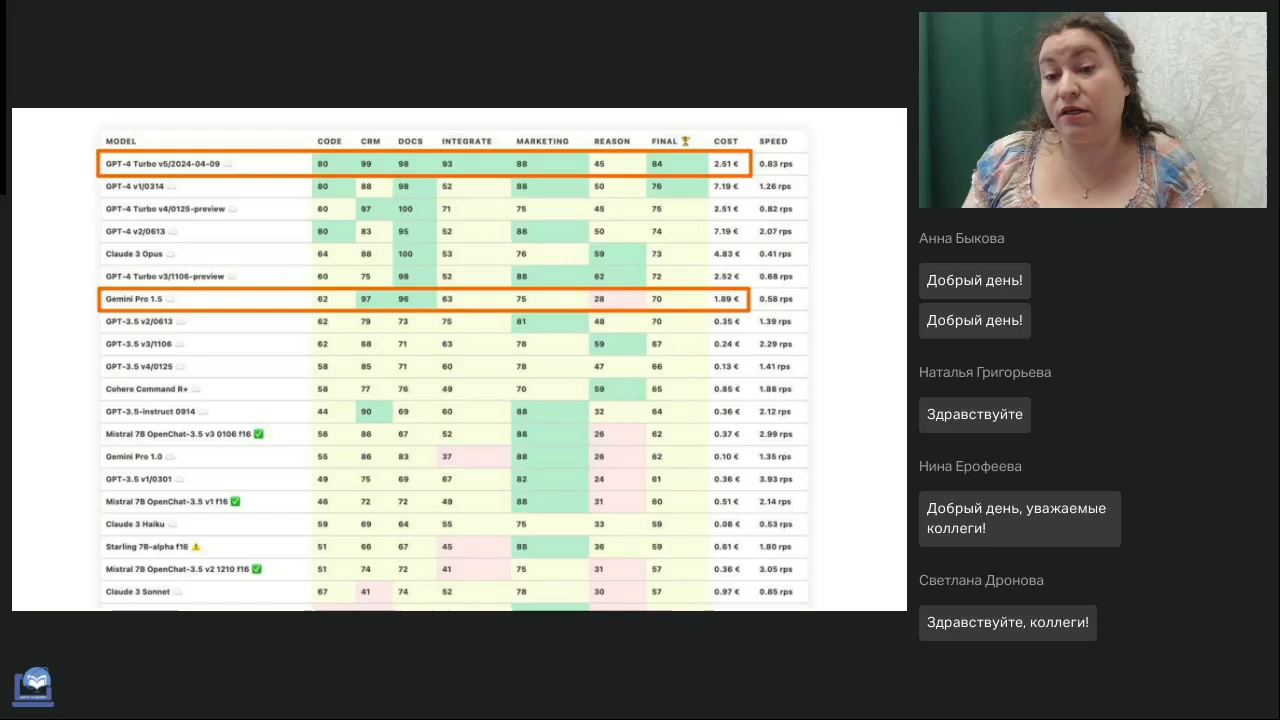 MODEL CODE CRM DOCS INTEGRATE MARKETING REASON FINAL 🏆 COST SPEED
GPT-4 Turbo v5/2024-04-09 ☁️ 80 99 98 93 88 45 84 2.51 € 0.83 rps
GPT-4 v1/0314 ☁️ 80 88 98 52 88 50 76 7.19 € 1.26 rps
GPT-4 Turbo v4/0125-preview ☁️ 60 97 100 71 75 45 75 2.51 € 0.82 rps
GPT-4 v2/0613 ☁️ 80 83 95 52 88 50 74 7.19 € 2.07 rps
Claude 3 Opus ☁️ 64 88 100 53 76 59 73 4.83 € 0.41 rps
GPT-4 Turbo v3/1106-preview ☁️ 60 75 98 52 88 62 72 2.52 € 0.68 rps
Gemini Pro 1.5 ☁️ 62 97 96 63 75 28 70 1.89 € 0.58 rps
GPT-3.5 v2/0613 ☁️ 62 79 73 75 81 48 70 0.35 € 1.39 rps
GPT-3.5 v3/1106 ☁️ 62 68 71 63 78 59 67 0.24 € 2.29 rps
GPT-3.5 v4/0125 ☁️ 58 85 71 60 78 47 66 0.13 € 1.41 rps
Cohere Command R+ ☁️ 58 77 76 49 70 59 65 0.85 € 1.88 rps
GPT-3.5-instruct 0914 ☁️ 44 90 69 60 88 32 64 0.36 € 2.12 rps
Mistral 7B OpenChat-3.5 v3 0106 f16 ✅ 56 86 67 52 88 26 62 0.37 € 2.99 rps
Gemini Pro 1.0 ☁️ 55 86 83 37 88 26 62 0.10 € 1.35 rps
GPT-3.5 v1/0301 ☁️ 49 75 69 67 82 24 61 0.36 € 3.93 rps
Mistral 7B OpenChat-3.5 v1 f16 ✅ 46 72 72 49 88 31 60 0.51 € 2.14 rps
Claude 3 Haiku ☁️ 59 69 64 55 75 33 59 0.08 € 0.53 rps
Starling 7B-alpha f16 ⚠️ 51 66 67 45 88 36 59 0.61 € 1.80 rps
Mistral 7B OpenChat-3.5 v2 1210 f16 ✅ 51 74 72 41 75 31 57 0.36 € 3.05 rps
Claude 3 Sonnet ☁️ 67 41 74 52 78 30 57 0.97 € 0.85 rps
Анна Быкова
Добрый день!
Добрый день!
Наталья Григорьева
Здравствуйте
Нина Ерофеева
Добрый день, уважаемые
коллеги!
Светлана Дронова
Здравствуйте, коллеги!